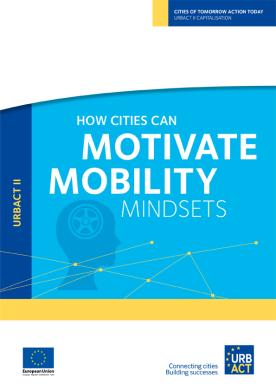 CITIES OF TOMORROW ACTION TODAY
URBACT II CAPITALISATION
HOW CITIES CAN
MOTIVATE
MOBILITY
MINDSETS
URBACT II
European Union
Connecting cities
Building successes
URB
ACT